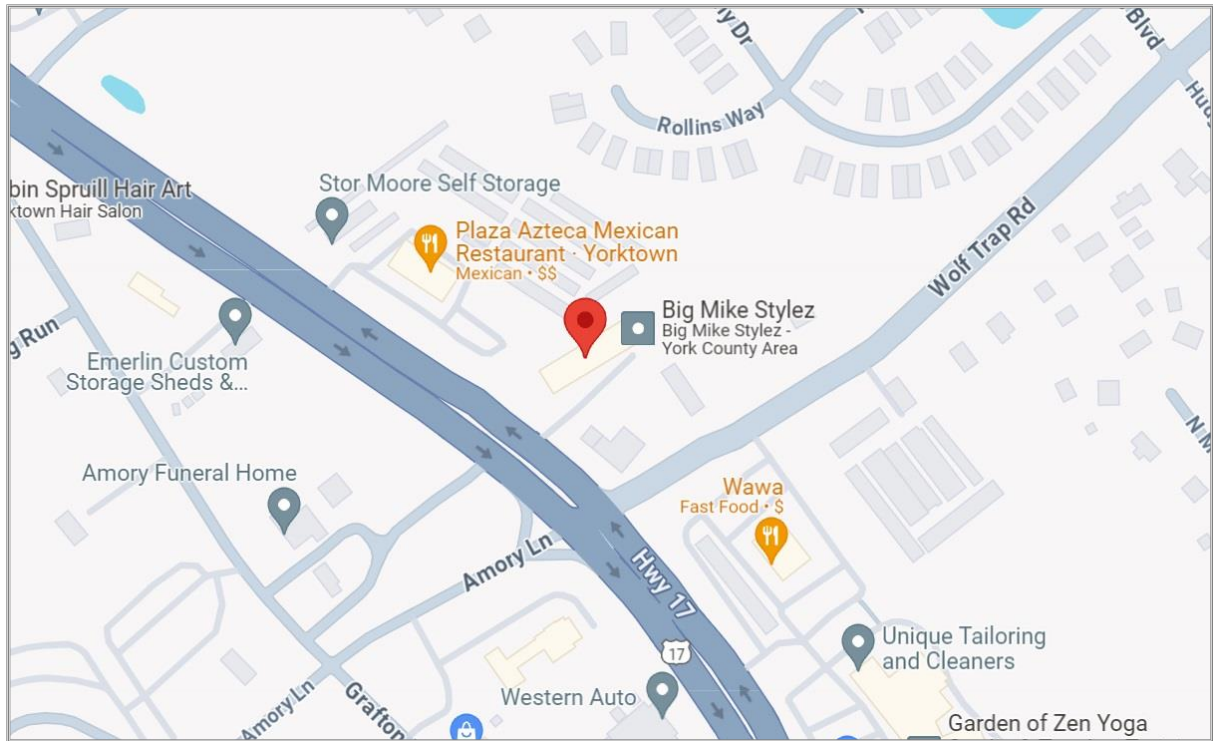 Blvd
Rollins Way
bin Spruill Hair Art
ktown Hair Salon
Stor Moore Self Storage
Plaza Azteca Mexican
Restaurant · Yorktown
Mexican • $$
Wolf Trap Rd
Big Mike Stylez
Big Mike Stylez -
York County Area
g Run
Emerlin Custom
Storage Sheds &...
Amory Funeral Home
Wawa
Fast Food • $
Amory Ln
Hwy 17
17
Unique Tailoring
and Cleaners
Western Auto
Amory Ln
Grafton
Garden of Zen Yoga